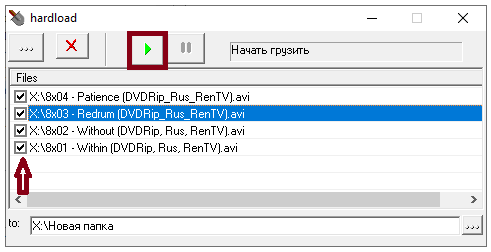 hardload
...
Начать грузить
Files
X:\8x04 - Patience (DVDRip_Rus_RenTV).avi
X:\8x03 - Redrum (DVDRip_Rus_RenTV).avi
X:\8x02 - Without (DVDRip, Rus, RenTV).avi
X:\8x01 - Within (DVDRip, Rus, RenTV).avi
to: X:\Новая папка ...